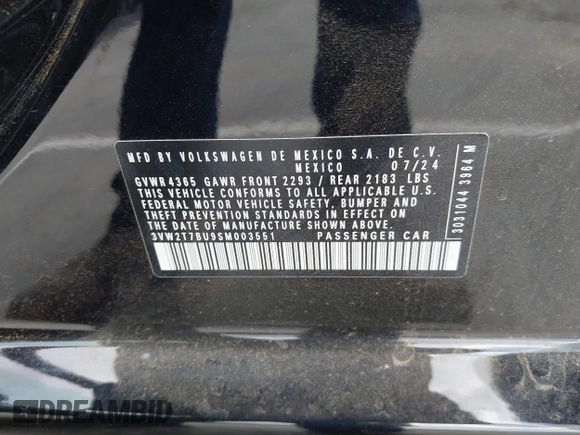 MFD BY VOLKSWAGEN DE MEXICO S.A. DE C.V.
MEXICO 07/24
GVWR 4365 GAWR FRONT 2293 / REAR 2183 LBS
THIS VEHICLE CONFORMS TO ALL APPLICABLE U.S.
FEDERAL MOTOR VEHICLE SAFETY, BUMPER AND
THEFT PREVENTION STANDARDS IN EFFECT ON
THE DATE OF MANUFACTURE SHOWN ABOVE.
3VW2T7BU9SM003551 PASSENGER CAR
3031044 3964 M
DREAMBID